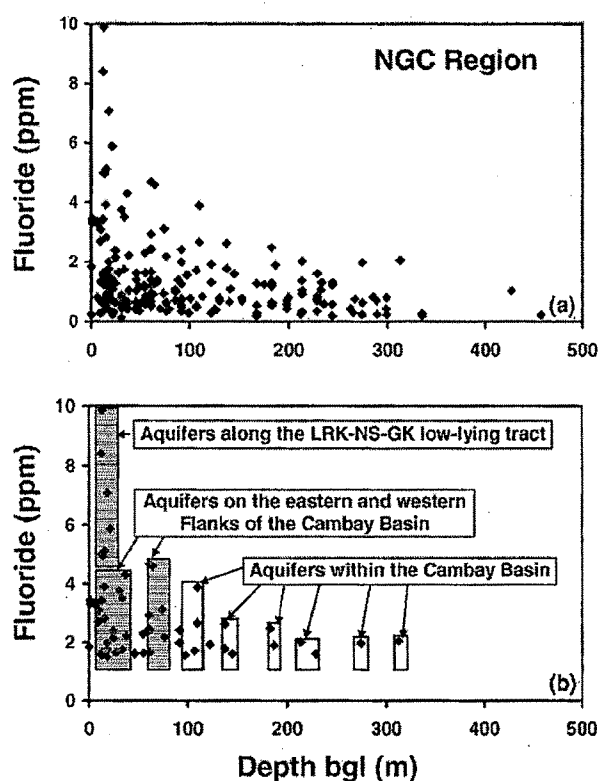 10
8
6
4
2
0
Fluoride (ppm)
NGC Region
(a)
0 100 200 300 400 500
10
8
6
4
2
0
Fluoride (ppm)
Aquifers along the LRK-NS-GK low-lying tract
Aquifers on the eastern and western
Flanks of the Cambay Basin
Aquifers within the Cambay Basin
(b)
0 100 200 300 400 500
Depth bgl (m)